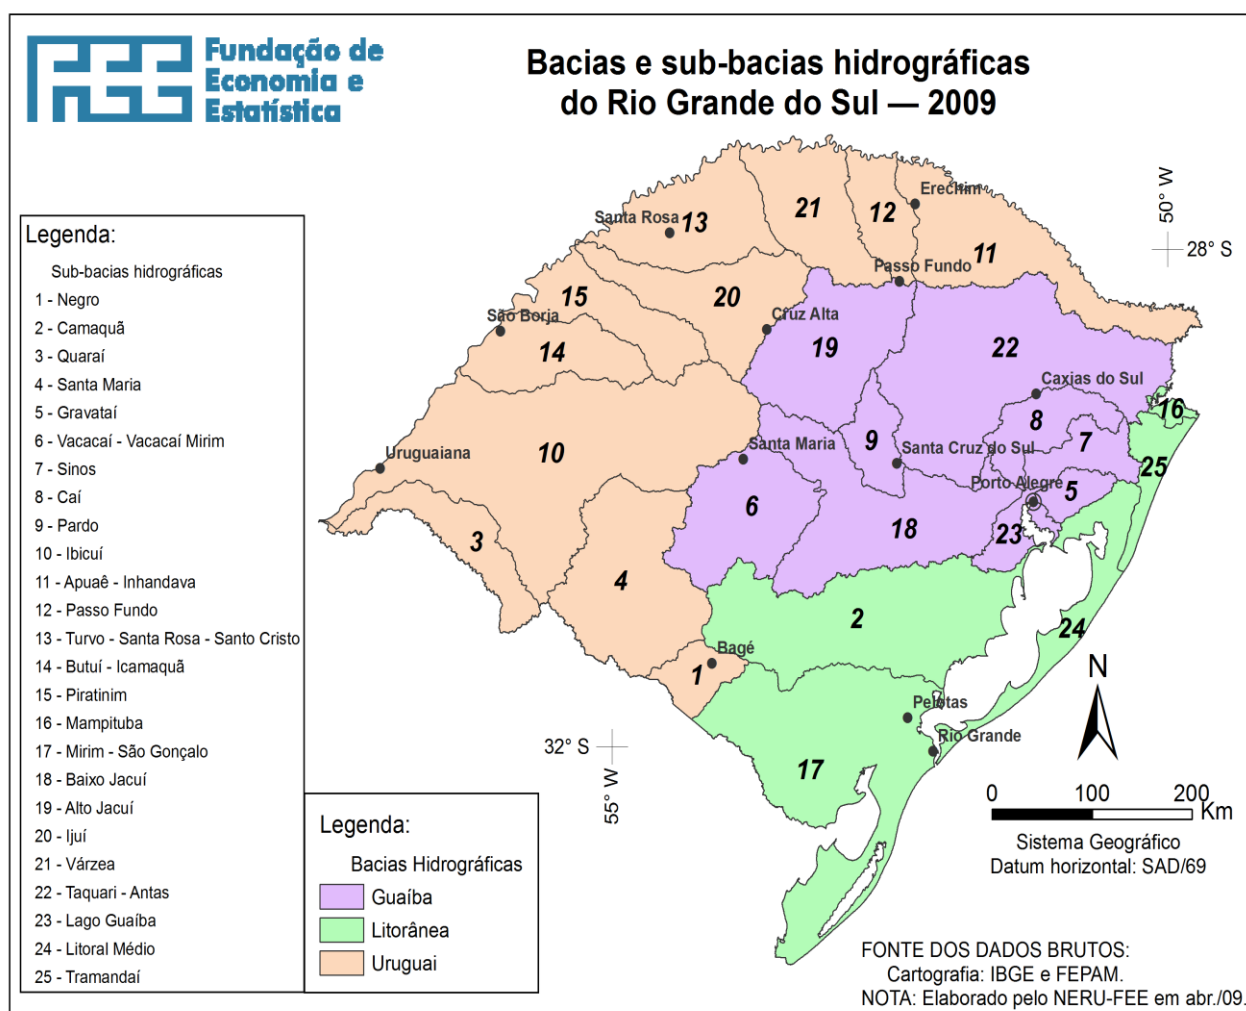 Fundação de
Economia e
Estatística
Bacias e sub-bacias hidrográficas
do Rio Grande do Sul — 2009
50° W
28° S
Legenda:
Sub-bacias hidrográficas
1 - Negro
2 - Camaquã
3 - Quaraí
4 - Santa Maria
5 - Gravataí
6 - Vacacaí - Vacacaí Mirim
7 - Sinos
8 - Caí
9 - Pardo
10 - Ibicuí
11 - Apuaê - Inhandava
12 - Passo Fundo
13 - Turvo - Santa Rosa - Santo Cristo
14 - Butuí - Icamaquã
15 - Piratinim
16 - Mampituba
17 - Mirim - São Gonçalo
18 - Baixo Jacuí
19 - Alto Jacuí
20 - Ijuí
21 - Várzea
22 - Taquari - Antas
23 - Lago Guaíba
24 - Litoral Médio
25 - Tramandaí
Erechim
21
12
Santa Rosa
13
11
Passo Fundo
15
20
São Borja
Cruz Alta
14
19
22
Caxias do Sul
16
8
Santa Maria
9
7
Uruguaiana
10
Santa Cruz do Sul
25
Porto Alegre
5
6
18
23
3
4
2
24
Bagé
1
N
Pelotas
Rio Grande
32° S
55° W
17
0 100 200
Km
Sistema Geográfico
Datum horizontal: SAD/69
Legenda:
Bacias Hidrográficas
Guaíba
Litorânea
Uruguai
FONTE DOS DADOS BRUTOS:
Cartografia: IBGE e FEPAM.
NOTA: Elaborado pelo NERU-FEE em abr./09.